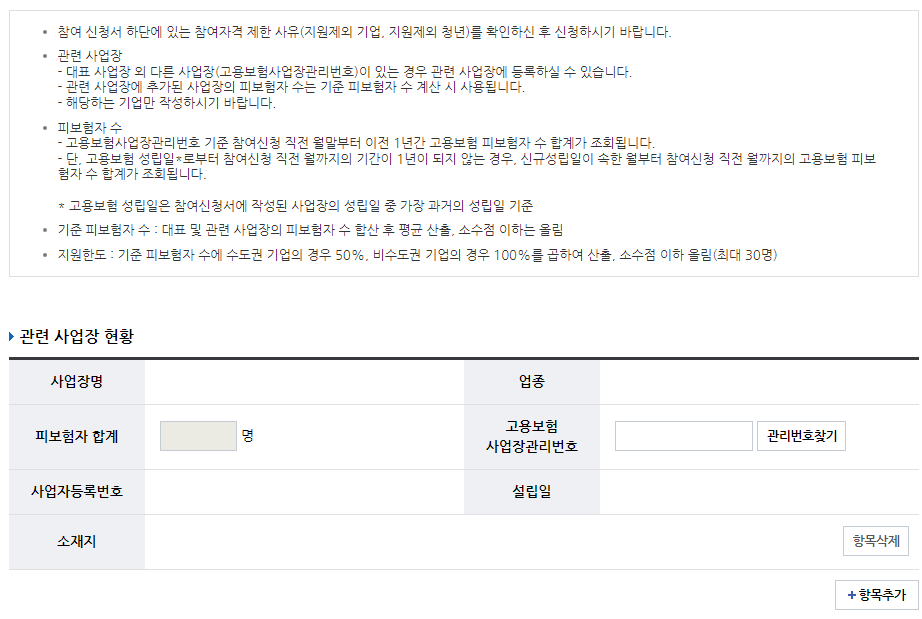 • 참여 신청서 하단에 있는 참여자격 제한 사유(지원제외 기업, 지원제외 청년)를 확인하신 후 신청하시기 바랍니다.
• 관련 사업장
- 대표 사업장 외 다른 사업장(고용보험사업장관리번호)이 있는 경우 관련 사업장에 등록하실 수 있습니다.
- 관련 사업장에 추가된 사업장의 피보험자 수는 기준 피보험자 수 계산 시 사용됩니다.
- 해당하는 기업만 작성하시기 바랍니다.
• 피보험자 수
- 고용보험사업장관리번호 기준 참여신청 직전 월말부터 이전 1년간 고용보험 피보험자 수 합계가 조회됩니다.
- 단, 고용보험 성립일*로부터 참여신청 직전 월까지의 기간이 1년이 되지 않는 경우, 신규성립일이 속한 월부터 참여신청 직전 월까지의 고용보험 피보
험자 수 합계가 조회됩니다.
* 고용보험 성립일은 참여신청서에 작성된 사업장의 성립일 중 가장 과거의 성립일 기준
• 기준 피보험자 수 : 대표 및 관련 사업장의 피보험자 수 합산 후 평균 산출, 소수점 이하는 올림
• 지원한도 : 기준 피보험자 수에 수도권 기업의 경우 50%, 비수도권 기업의 경우 100%를 곱하여 산출, 소수점 이하 올림(최대 30명)
관련 사업장 현황
사업장명 업종
피보험자 합계 명 고용보험
사업장관리번호 관리번호찾기
사업자등록번호 설립일
소재지 항목삭제
+항목추가